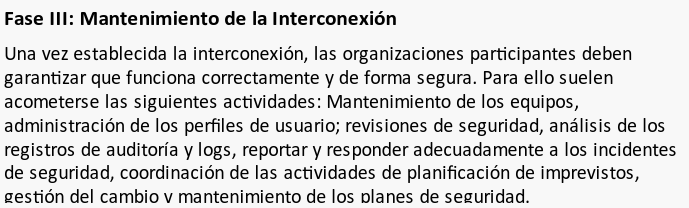 Fase III: Mantenimiento de la Interconexión
Una vez establecida la interconexión, las organizaciones participantes deben
garantizar que funciona correctamente y de forma segura. Para ello suelen
acometerse las siguientes actividades: Mantenimiento de los equipos,
administración de los perfiles de usuario; revisiones de seguridad, análisis de los
registros de auditoría y logs, reportar y responder adecuadamente a los incidentes
de seguridad, coordinación de las actividades de planificación de imprevistos,
gestión del cambio y mantenimiento de los planes de seguridad.